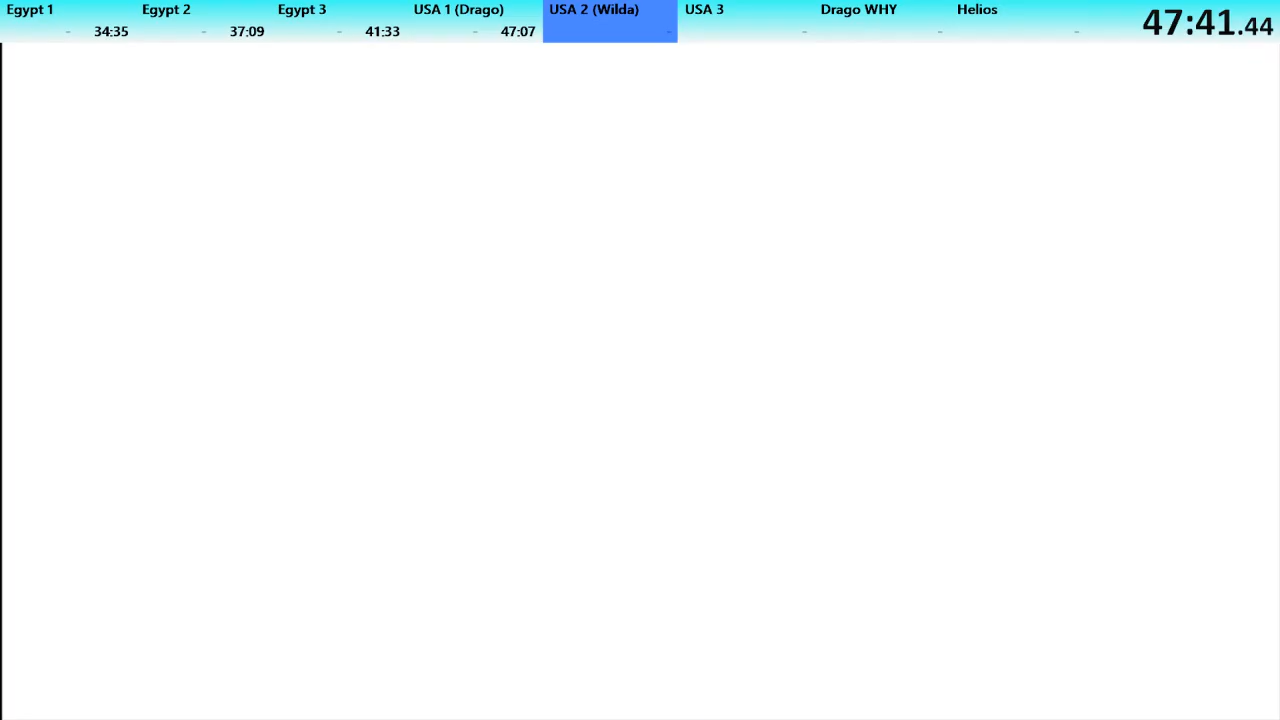 Egypt 1 Egypt 2 Egypt 3 USA 1 (Drago) USA 2 (Wilda) USA 3 Drago WHY Helios 47:41.44
- 34:35 - 37:09 - 41:33 - 47:07 - - - -